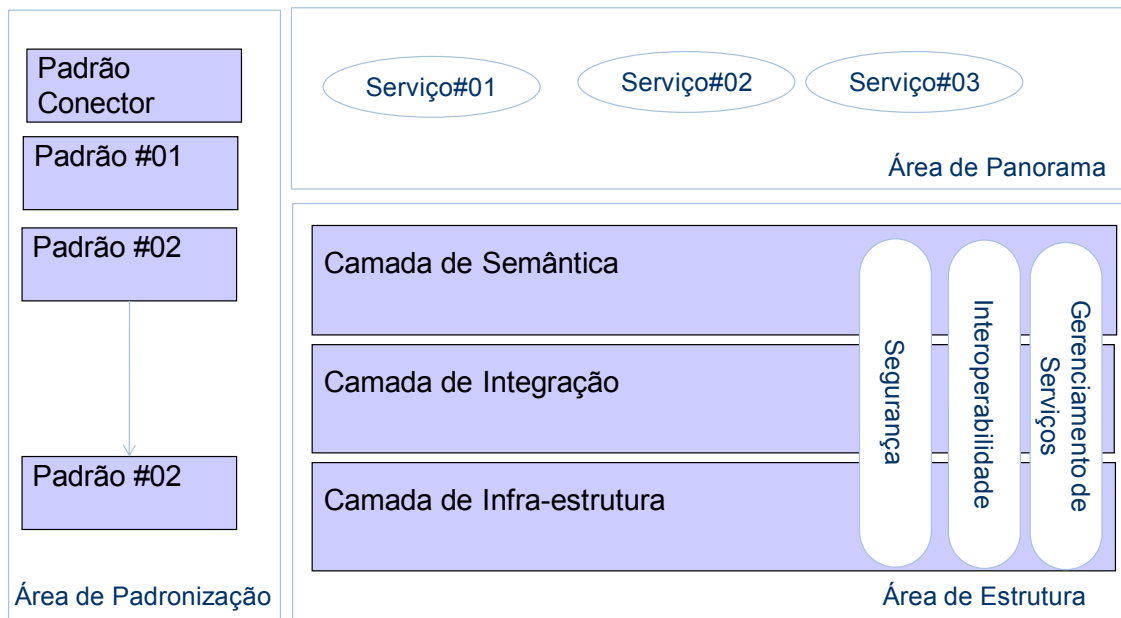 Padrão
Conector
Padrão #01
Padrão #02
Padrão #02
Área de Padronização
Serviço#01
Serviço#02
Serviço#03
Área de Panorama
Camada de Semântica
Camada de Integração
Camada de Infra-estrutura
Segurança
Interoperabilidade
Gerenciamento de
Serviços
Área de Estrutura